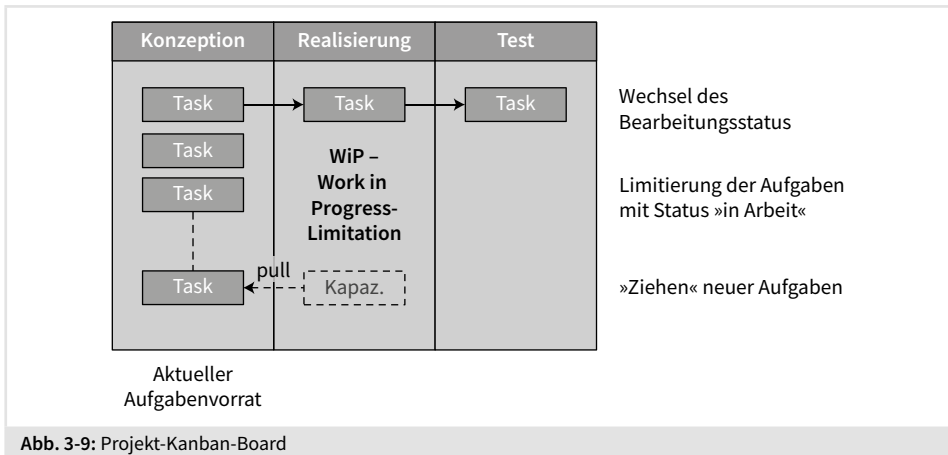 Konzeption
Realisierung
Test
Task
Task
Task
Wechsel des
Bearbeitungsstatus
Task
Task
WiP –
Work in
Progress-
Limitation
Limitierung der Aufgaben
mit Status »in Arbeit«
Task
pull
Kapaz.
»Ziehen« neuer Aufgaben
Aktueller
Aufgabenvorrat
Abb. 3-9: Projekt-Kanban-Board